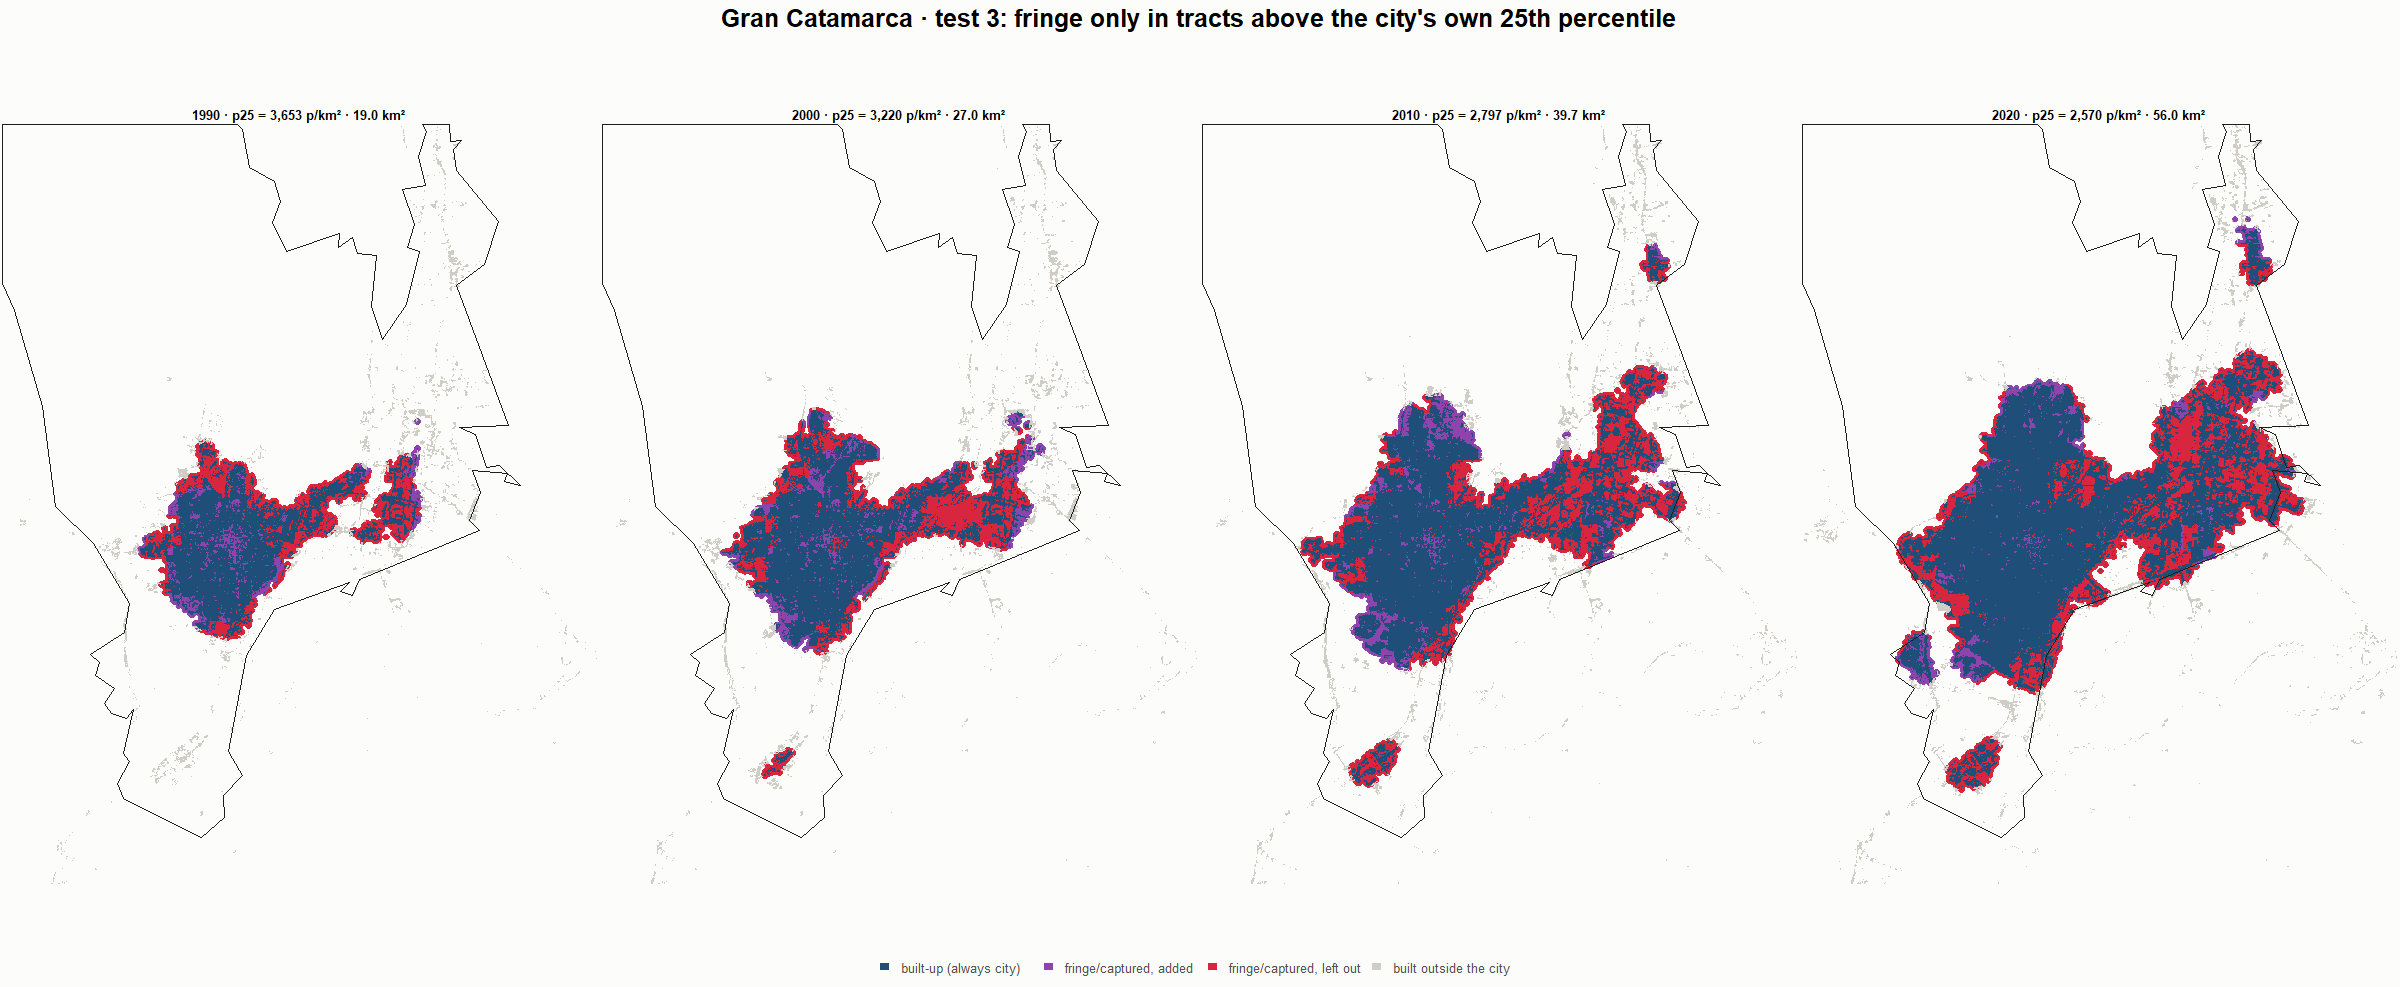 Gran Catamarca · test 3: fringe only in tracts above the city's own 25th percentile
1990 · p25 = 3,653 p/km² · 19.0 km²
2000 · p25 = 3,220 p/km² · 27.0 km²
2010 · p25 = 2,797 p/km² · 39.7 km²
2020 · p25 = 2,570 p/km² · 56.0 km²
built-up (always city)
fringe/captured, added
fringe/captured, left out
built outside the city